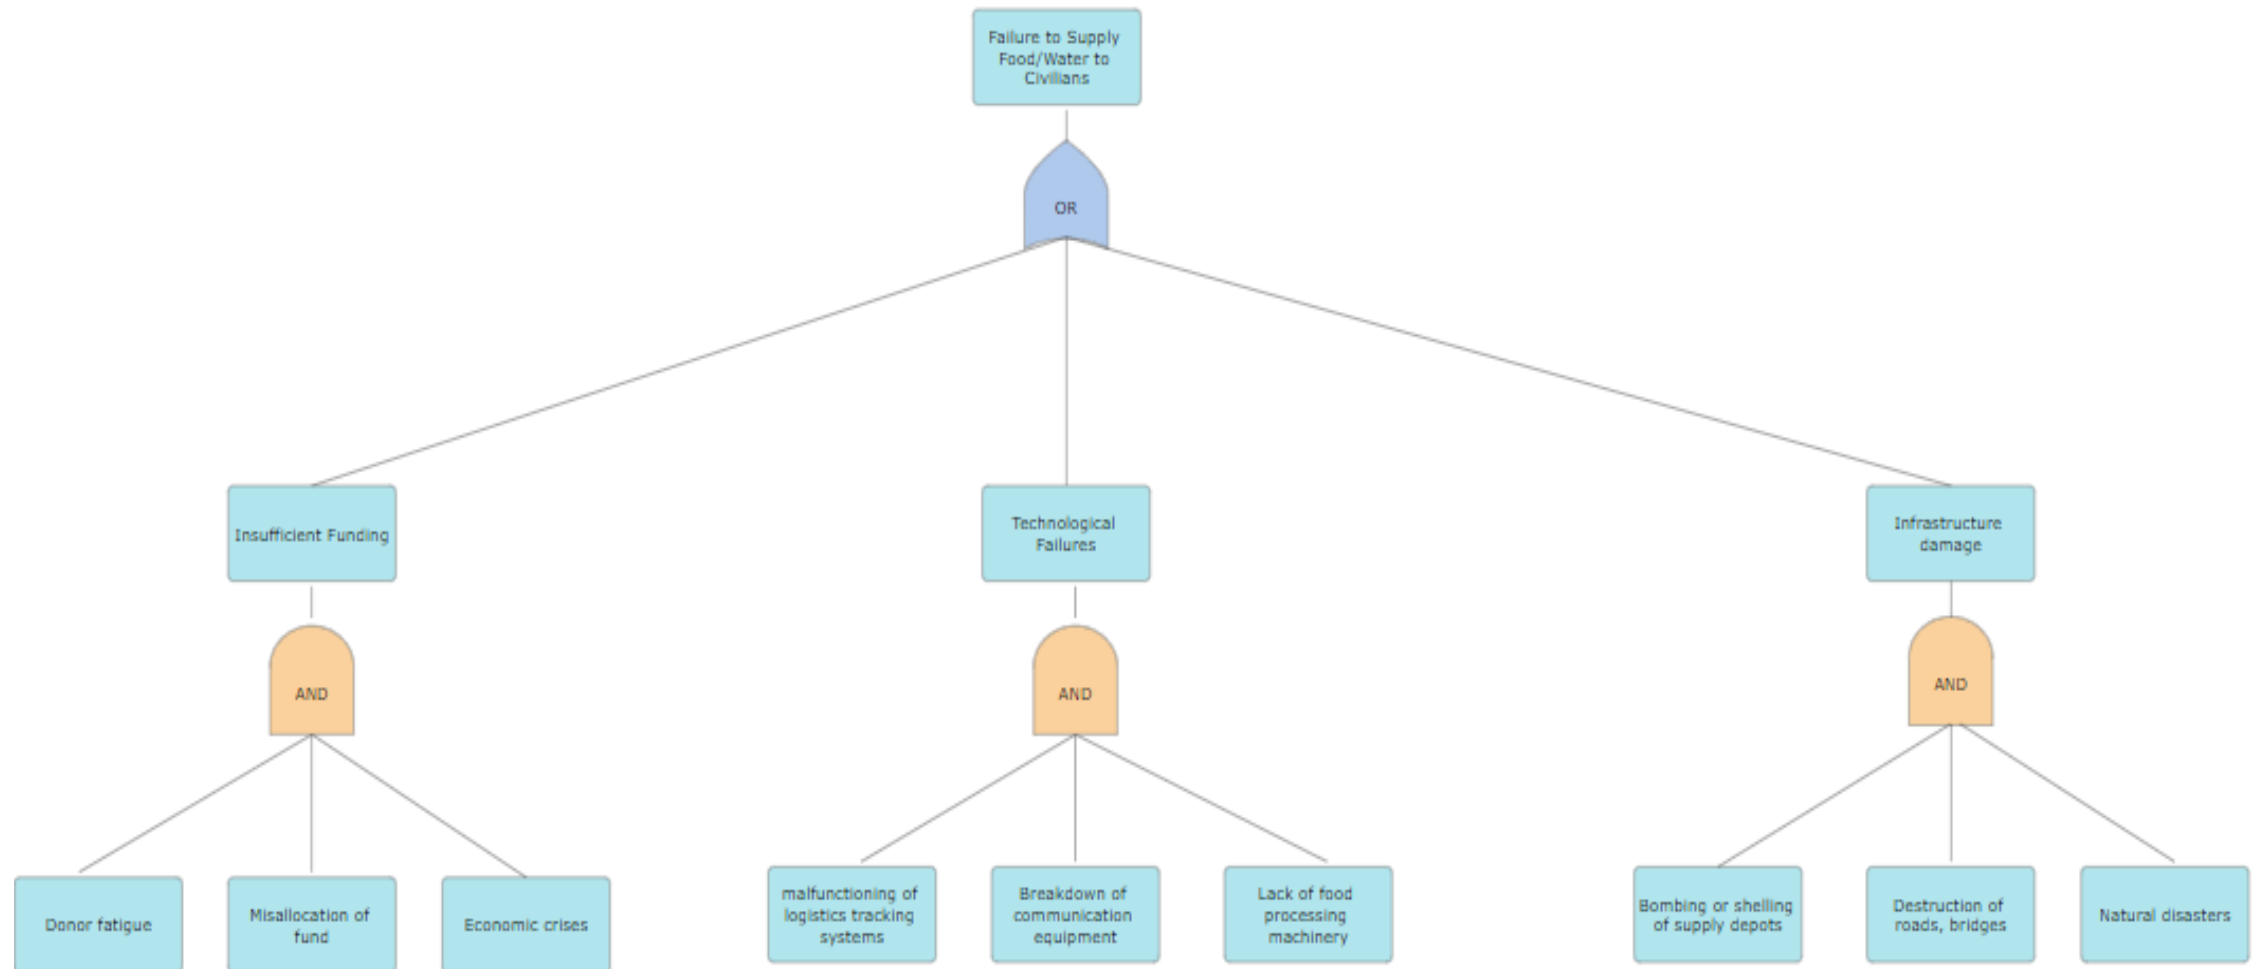 Failure to Supply
Food/Water to
Civilians
OR
Insufficient Funding
Technological
Failures
Infrastructure
damage
AND
AND
AND
Donor fatigue
Misallocation of
fund
Economic crises
malfunctioning of
logistics tracking
systems
Breakdown of
communication
equipment
Lack of food
processing
machinery
Bombing or shelling
of supply depots
Destruction of
roads, bridges
Natural disasters